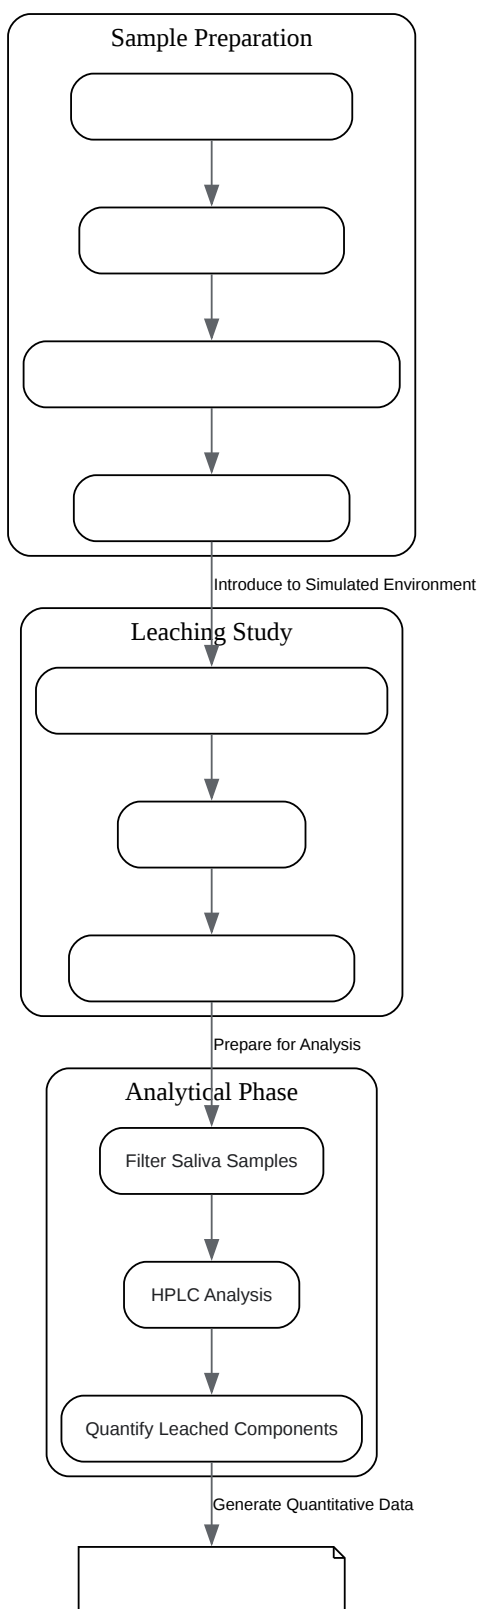 Sample Preparation
Introduce to Simulated Environment
Leaching Study
Prepare for Analysis
Analytical Phase
Filter Saliva Samples
HPLC Analysis
Quantify Leached Components
Generate Quantitative Data